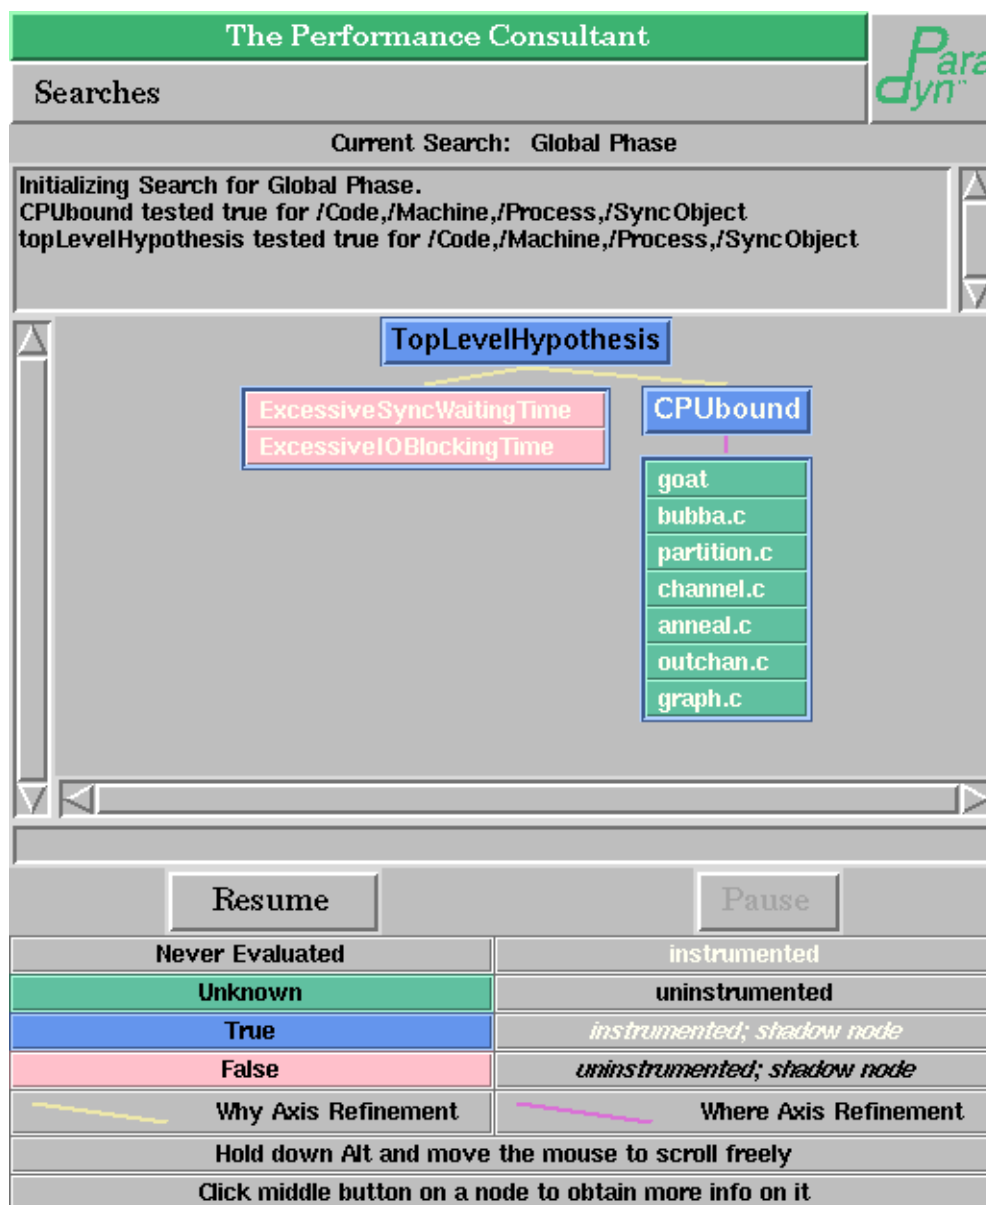 The Performance Consultant
Para
dyn™
Searches
Current Search: Global Phase
Initializing Search for Global Phase.
CPUbound tested true for /Code,/Machine,/Process,/SyncObject
topLevelHypothesis tested true for /Code,/Machine,/Process,/SyncObject
TopLevelHypothesis
ExcessiveSyncWaitingTime
ExcessiveIOBlockingTime
CPUbound
goat
bubba.c
partition.c
channel.c
anneal.c
outchan.c
graph.c
Resume
Pause
Never Evaluated
instrumented
Unknown
uninstrumented
True
instrumented; shadow node
False
uninstrumented; shadow node
Why Axis Refinement
Where Axis Refinement
Hold down Alt and move the mouse to scroll freely
Click middle button on a node to obtain more info on it